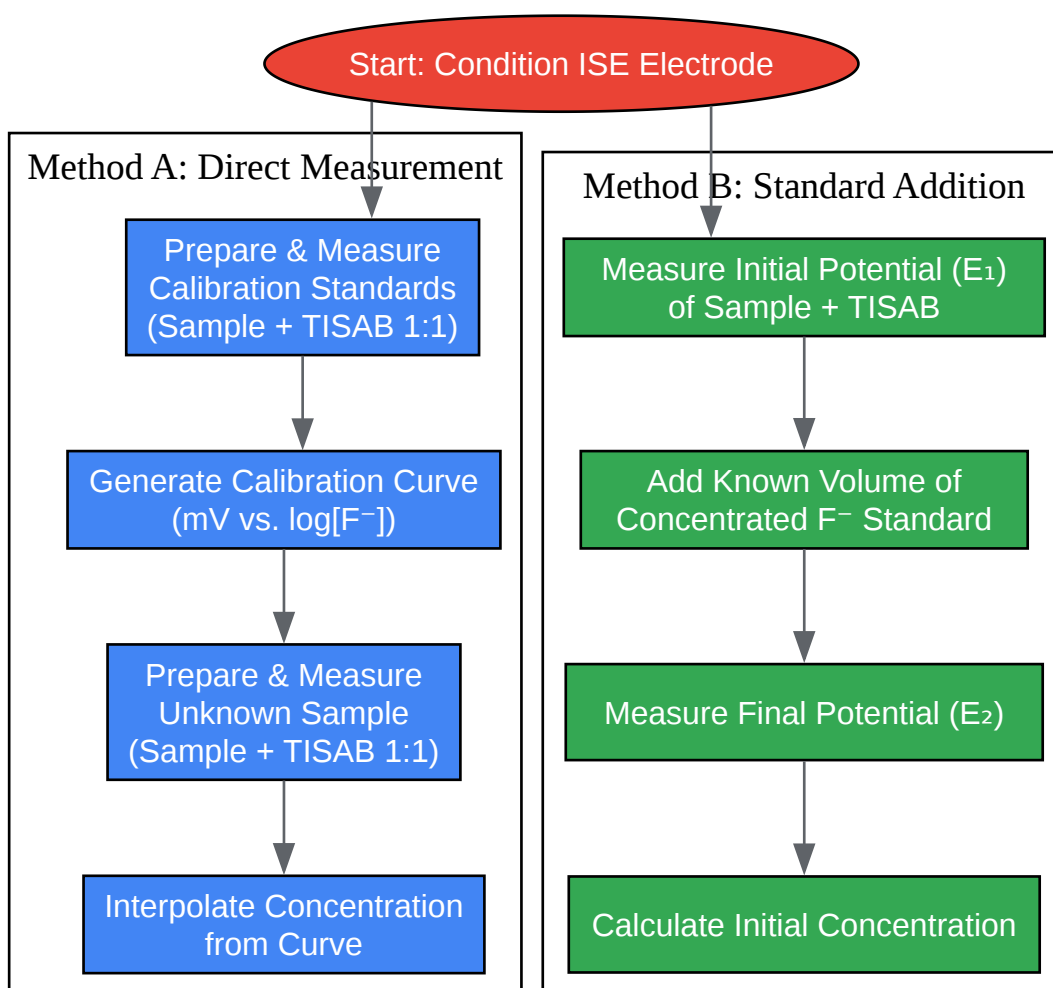 Start: Condition ISE Electrode
Method A: Direct Measurement
Prepare & Measure
Calibration Standards
(Sample + TISAB 1:1)
Generate Calibration Curve
(mV vs. log[F⁻])
Prepare & Measure
Unknown Sample
(Sample + TISAB 1:1)
Interpolate Concentration
from Curve
Method B: Standard Addition
Measure Initial Potential (E₁)
of Sample + TISAB
Add Known Volume of
Concentrated F⁻ Standard
Measure Final Potential (E₂)
Calculate Initial Concentration